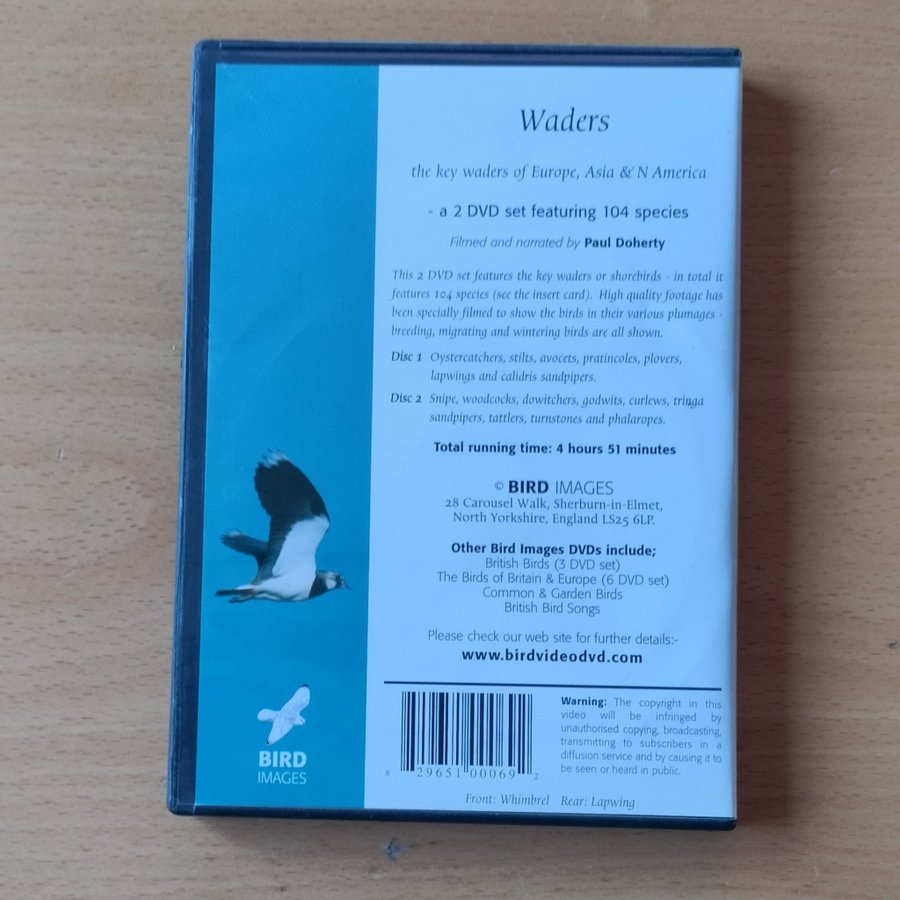 Waders
the key waders of Europe, Asia & N America
- a 2 DVD set featuring 104 species
Filmed and narrated by Paul Doherty
This 2 DVD set features the key waders or shorebirds - in total it
features 104 species (see the insert card). High quality footage has
been specially filmed to show the birds in their various plumages -
breeding, migrating and wintering birds are all shown.
Disc 1 Oystercatchers, stilts, avocets, pratincoles, plovers,
lapwings and calidris sandpipers.
Disc 2 Snipe, woodcocks, dowitchers, godwits, curlews, tringa
sandpipers, tattlers, turnstones and phalaropes.
Total running time: 4 hours 51 minutes
© BIRD IMAGES
28 Carousel Walk, Sherburn-in-Elmet,
North Yorkshire, England LS25 6LP.
Other Bird Images DVDs include;
British Birds (3 DVD set)
The Birds of Britain & Europe (6 DVD set)
Common & Garden Birds
British Bird Songs
Please check our web site for further details:-
www.birdvideodvd.com
BIRD
IMAGES
8 29651 00069 2
Warning: The copyright in this
video will be infringed by
unauthorised copying, broadcasting,
transmitting to subscribers in a
diffusion service and by causing it to
be seen or heard in public.
Front: Whimbrel Rear: Lapwing